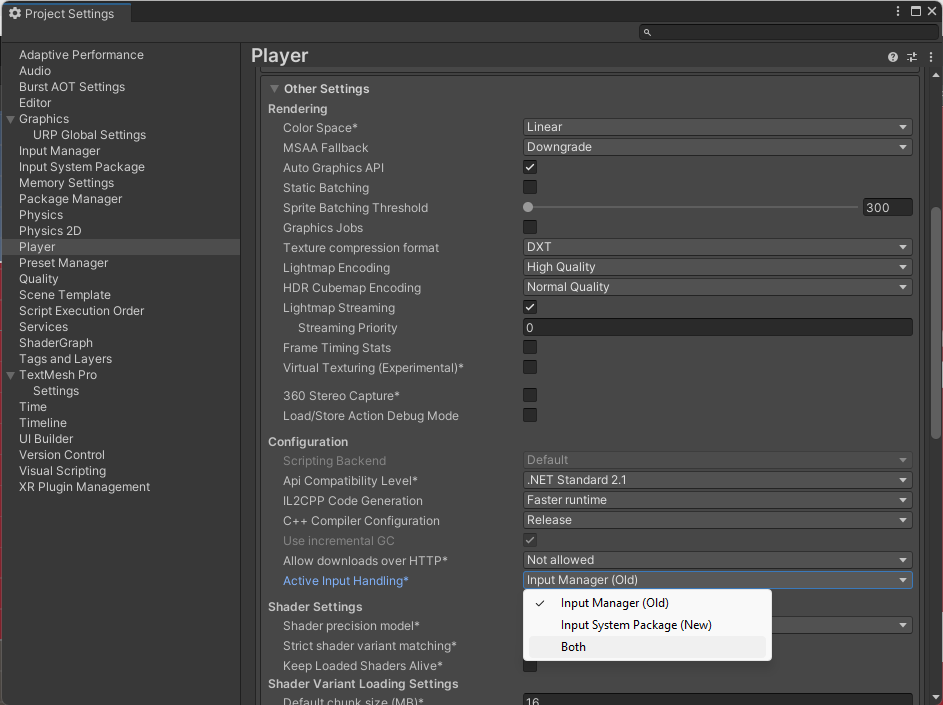 Project Settings
Adaptive Performance
Audio
Burst AOT Settings
Editor
Graphics
URP Global Settings
Input Manager
Input System Package
Memory Settings
Package Manager
Physics
Physics 2D
Player
Preset Manager
Quality
Scene Template
Script Execution Order
Services
ShaderGraph
Tags and Layers
TextMesh Pro
Settings
Time
Timeline
UI Builder
Version Control
Visual Scripting
XR Plugin Management
Player
Other Settings
Rendering
Color Space* Linear
MSAA Fallback Downgrade
Auto Graphics API
Static Batching
Sprite Batching Threshold 300
Graphics Jobs
Texture compression format DXT
Lightmap Encoding High Quality
HDR Cubemap Encoding Normal Quality
Lightmap Streaming
Streaming Priority 0
Frame Timing Stats
Virtual Texturing (Experimental)*
360 Stereo Capture*
Load/Store Action Debug Mode
Configuration
Scripting Backend Default
Api Compatibility Level* .NET Standard 2.1
IL2CPP Code Generation Faster runtime
C++ Compiler Configuration Release
Use incremental GC
Allow downloads over HTTP* Not allowed
Active Input Handling* Input Manager (Old)
Input Manager (Old)
Input System Package (New)
Both
Shader Settings
Shader precision model*
Strict shader variant matching*
Keep Loaded Shaders Alive*
Shader Variant Loading Settings
Default chunk size (MB)* 16